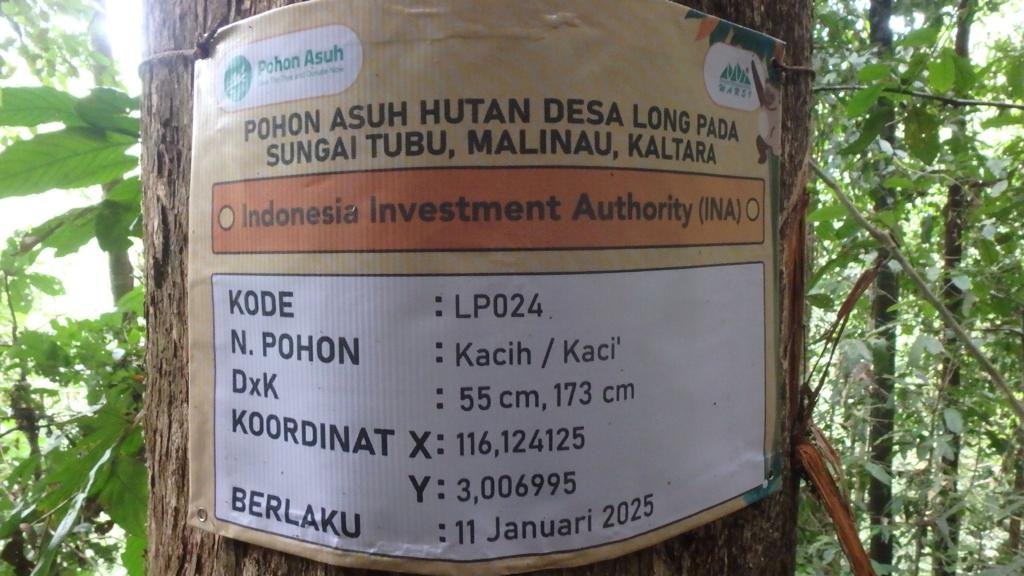 Pohon Asuh
WARSI
POHON ASUH HUTAN DESA LONG PADA
SUNGAI TUBU, MALINAU, KALTARA
Indonesia Investment Authority (INA)
KODE : LP024
N. POHON : Kacih / Kaci'
DxK : 55 cm, 173 cm
KOORDINAT X: 116,124125
Y: 3,006995
BERLAKU : 11 Januari 2025